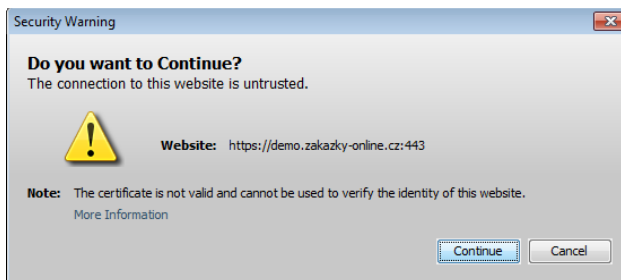 Security Warning
Do you want to Continue?
The connection to this website is untrusted.
Website: https://demo.zakazky-online.cz:443
Note: The certificate is not valid and cannot be used to verify the identity of this website.
More Information
Continue Cancel